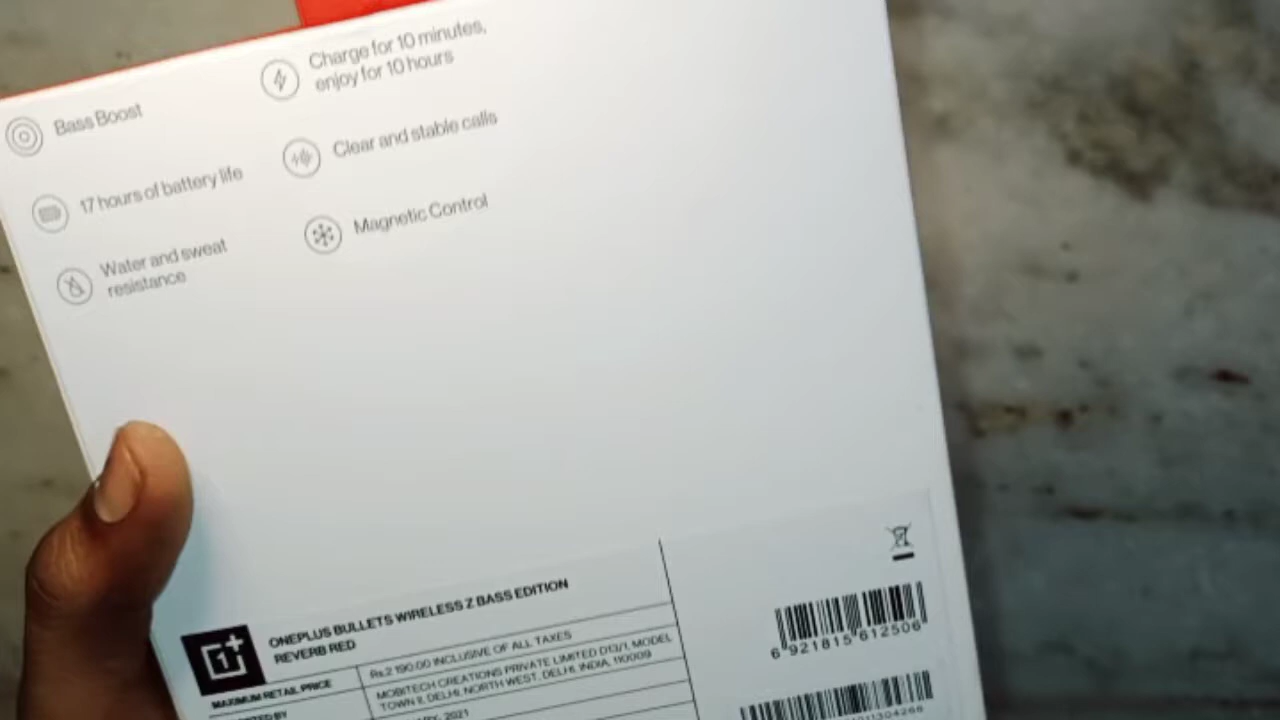 Bass Boost
Charge for 10 minutes,
enjoy for 10 hours
17 hours of battery life
Clear and stable calls
Water and sweat
resistance
Magnetic Control
ONEPLUS BULLETS WIRELESS Z BASS EDITION
REVERB RED
MAXIMUM RETAIL PRICE
Rs.2 190.00 INCLUSIVE OF ALL TAXES
MOBITECH CREATIONS PRIVATE LIMITED D13/1, MODEL
TOWN II, DELHI, NORTH WEST, DELHI, INDIA, 110009
BY
2021
6 921815 612506